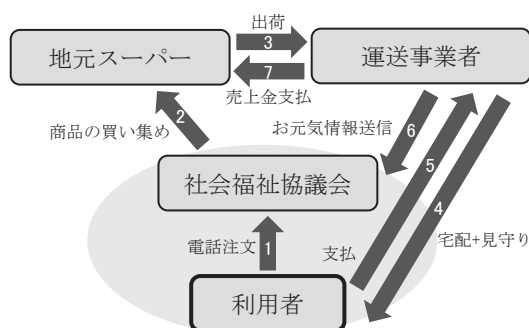 出荷
地元スーパー
3
運送事業者
7
売上金支払
商品の買い集め
2
お元気情報送信
6
社会福祉協議会
5
4
電話注文
1
支払
宅配+見守り
利用者